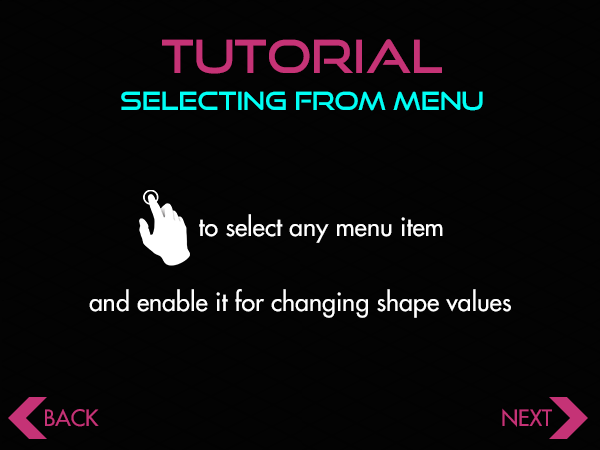 TUTORIAL
SELECTING FROM MENU
to select any menu item
and enable it for changing shape values
BACK
NEXT